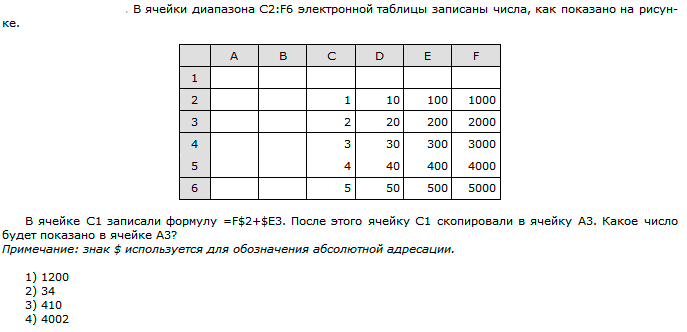 . В ячейки диапазона C2:F6 электронной таблицы записаны числа, как показано на рисун-
ке.
A B C D E F
1
2 1 10 100 1000
3 2 20 200 2000
4 3 30 300 3000
5 4 40 400 4000
6 5 50 500 5000
В ячейке C1 записали формулу =F$2+$E3. После этого ячейку C1 скопировали в ячейку A3. Какое число
будет показано в ячейке A3?
Примечание: знак $ используется для обозначения абсолютной адресации.
1) 1200
2) 34
3) 410
4) 4002